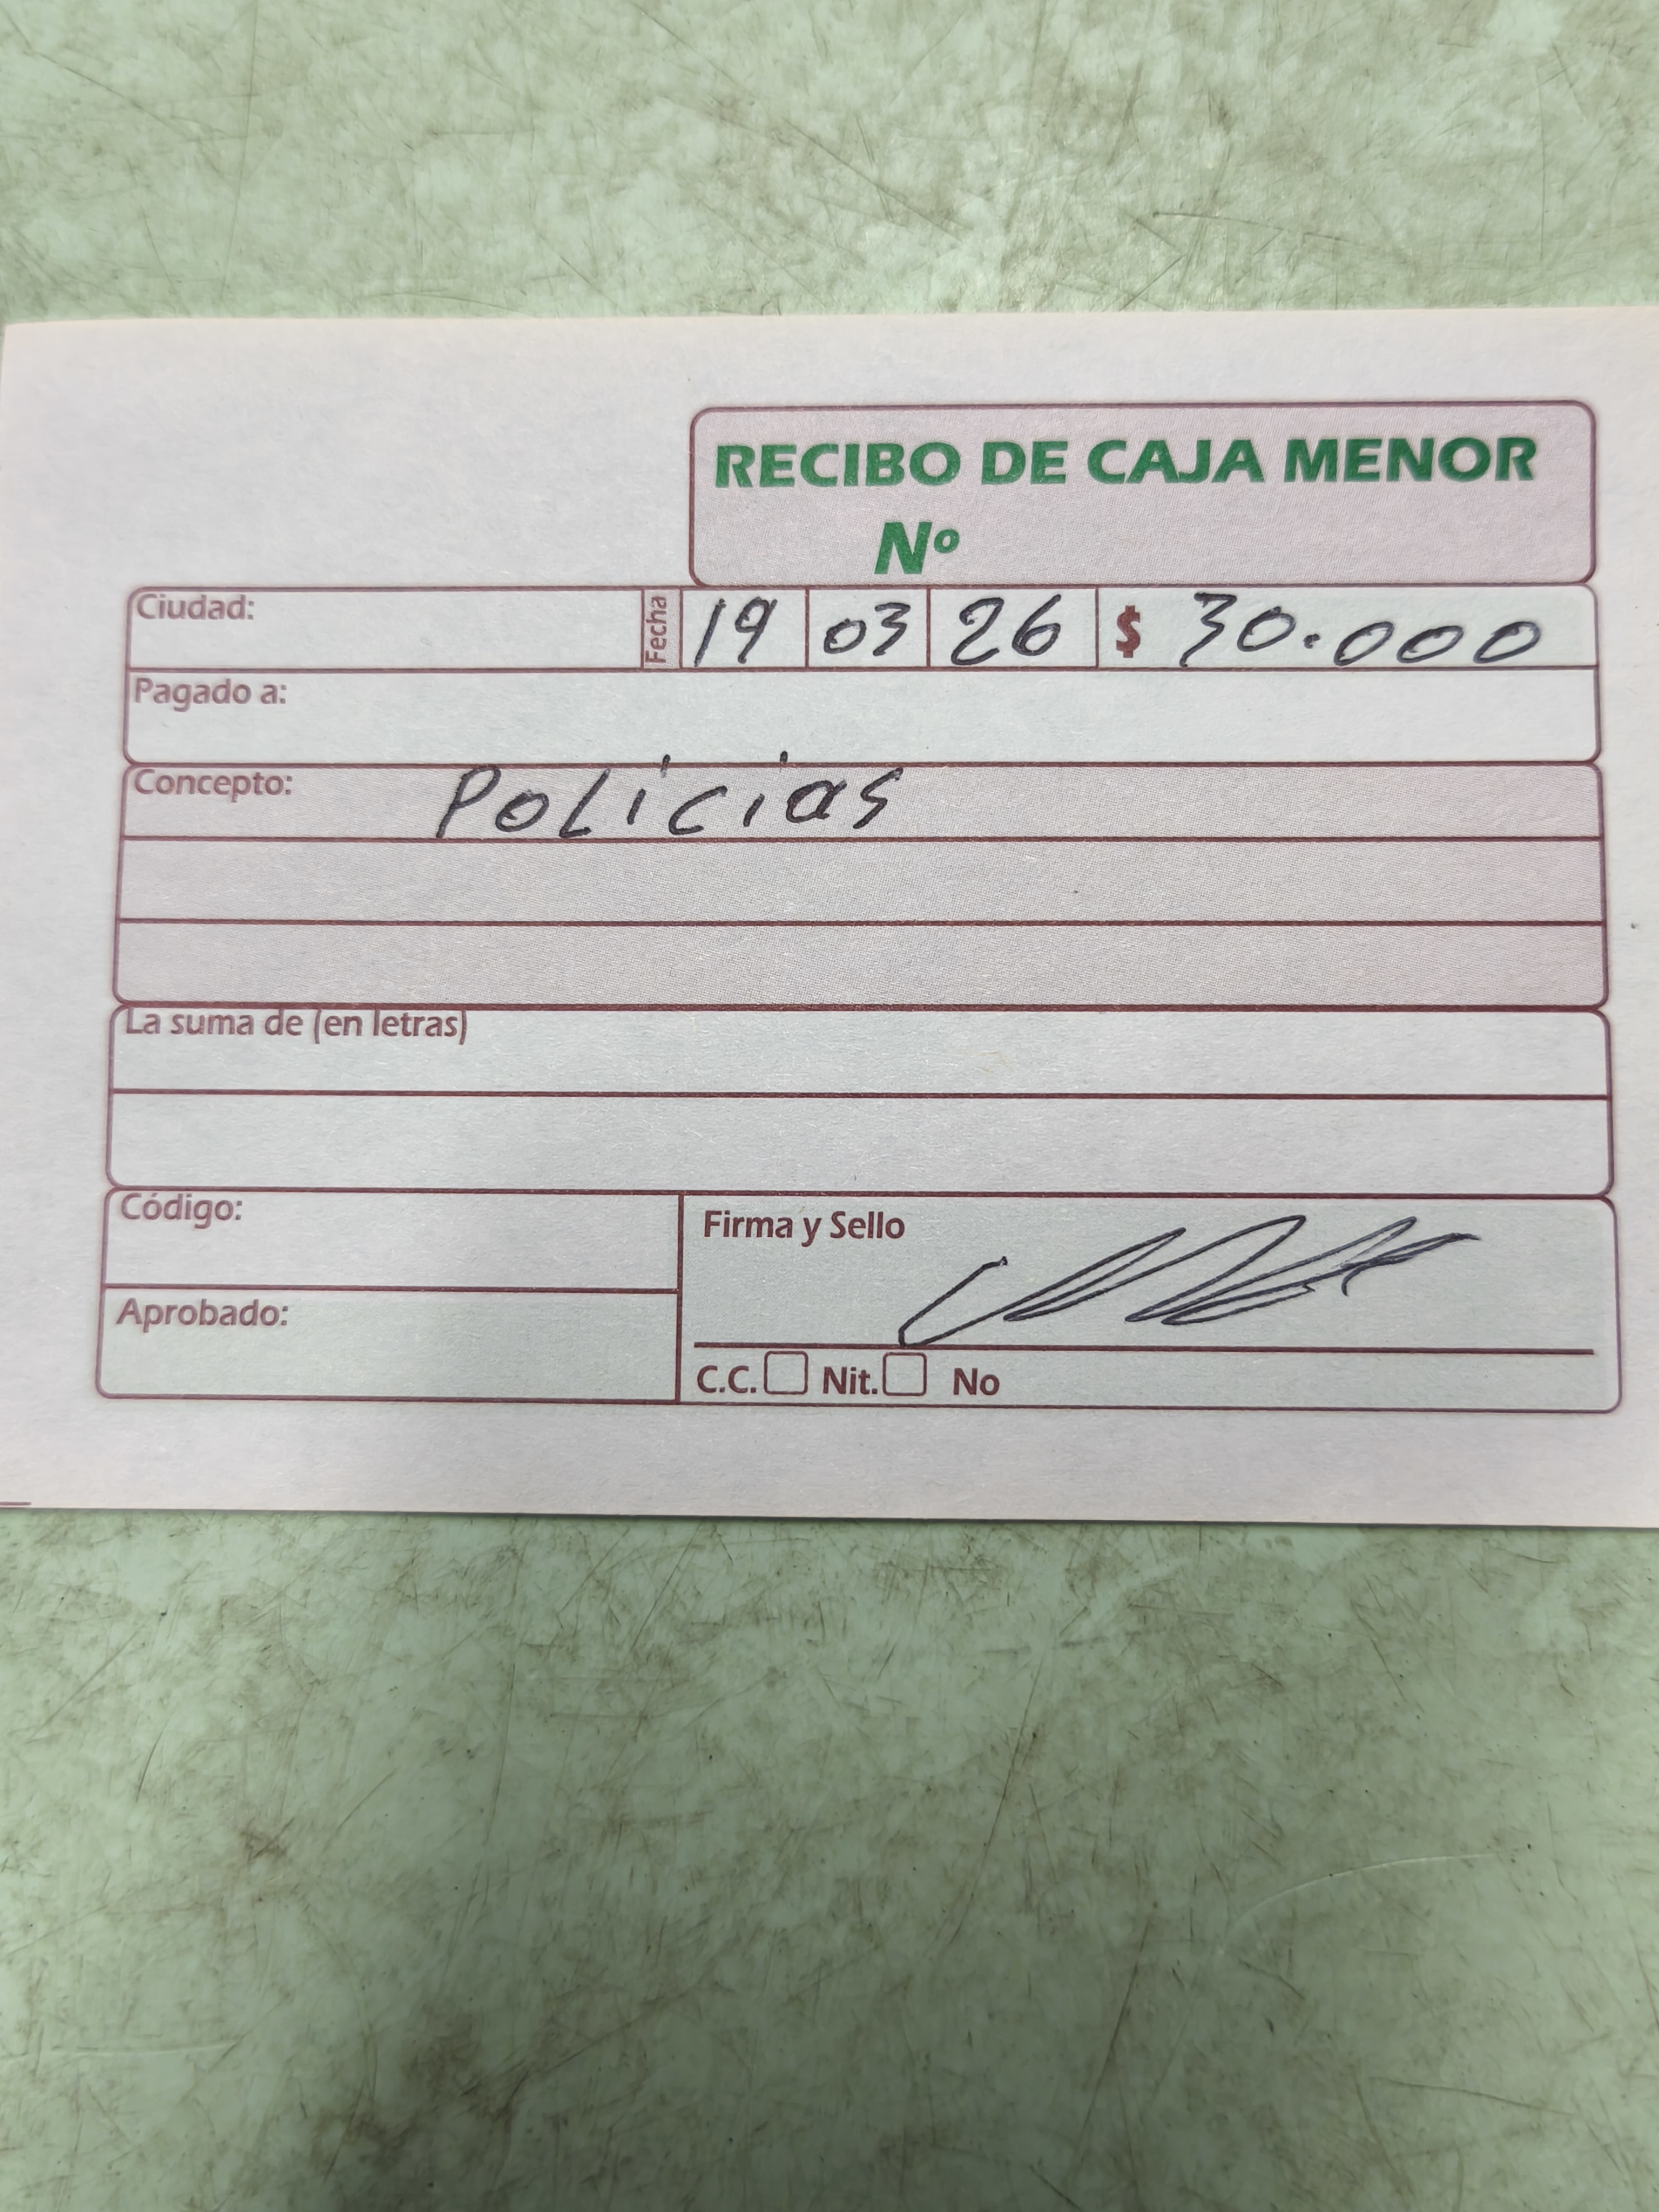 RECIBO DE CAJA MENOR
Nº
Ciudad: Fecha 19 03 26 $ 30.000
Pagado a:
Concepto: Policias
La suma de (en letras)
Código:
Firma y Sello
Aprobado:
C.C. Nit. No